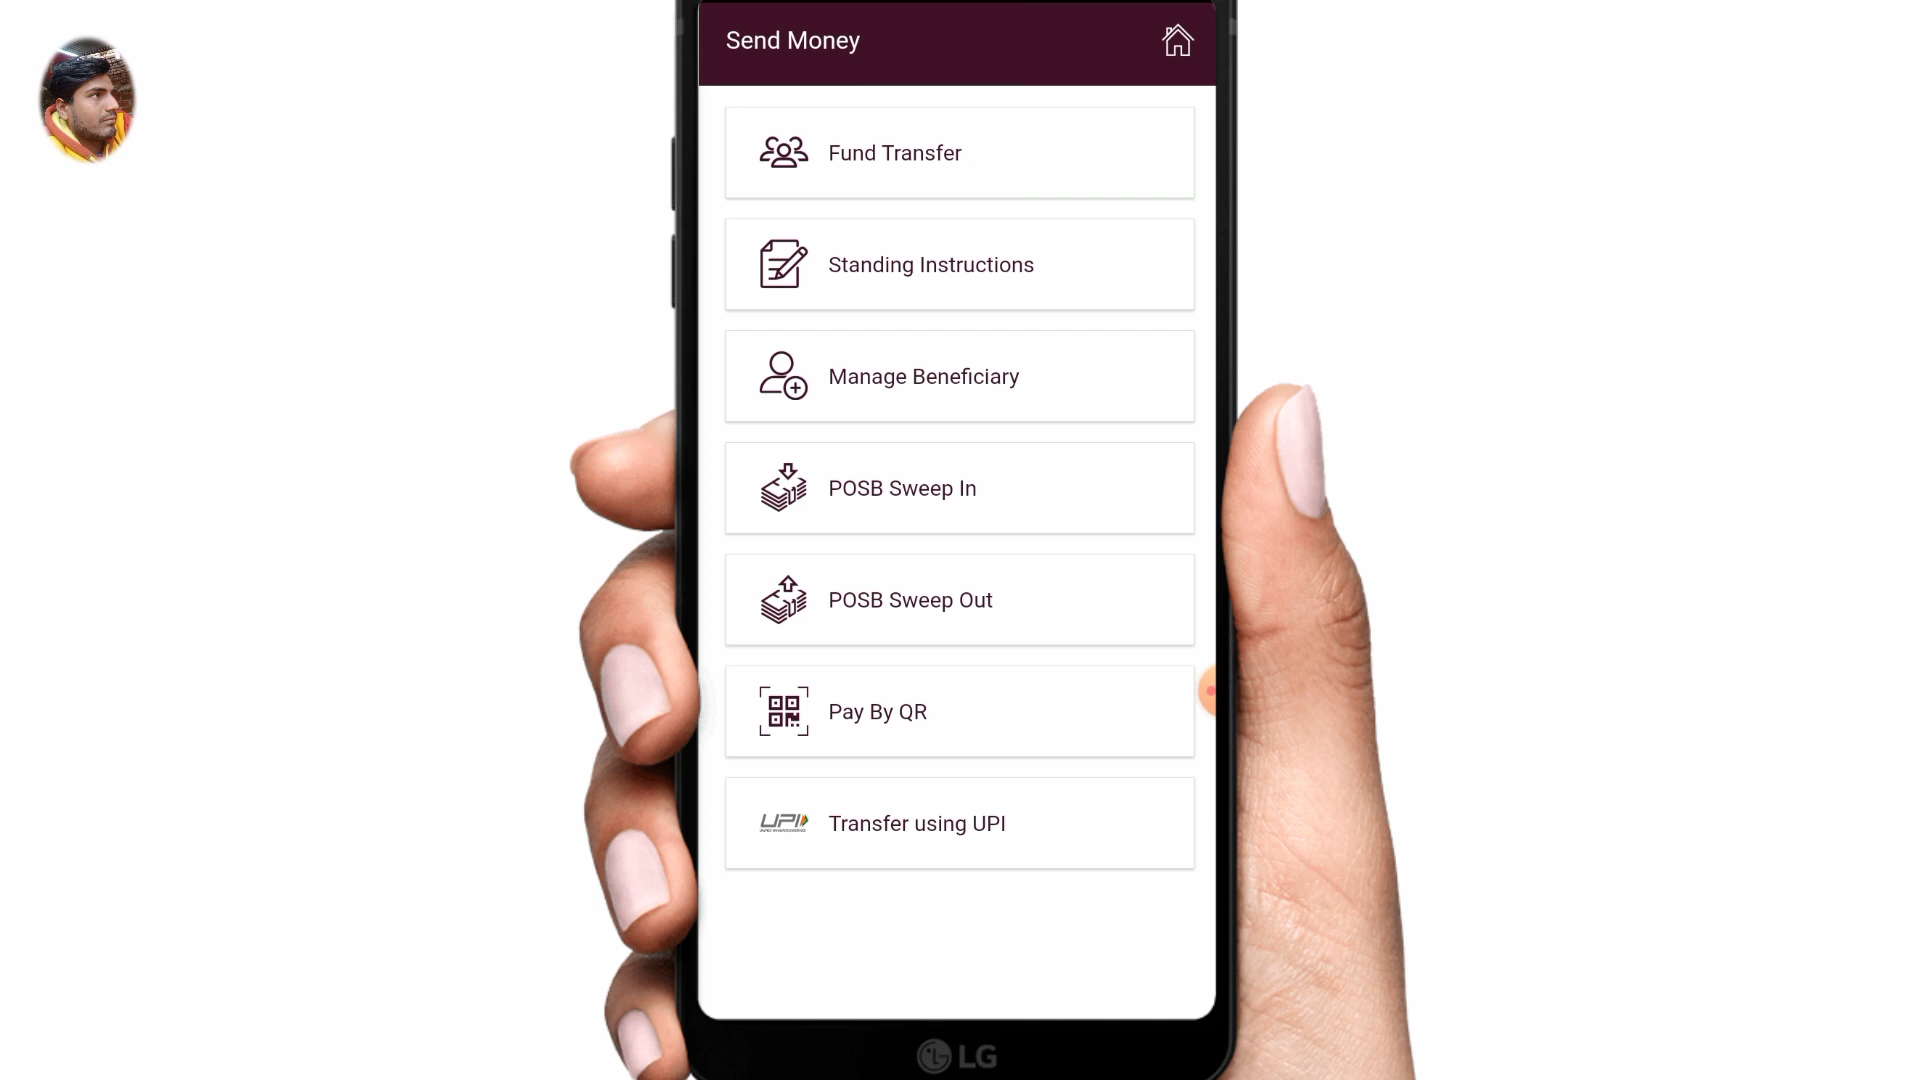 Send Money
Fund Transfer
Standing Instructions
Manage Beneficiary
POSB Sweep In
POSB Sweep Out
Pay By QR
UPI
Transfer using UPI
LG